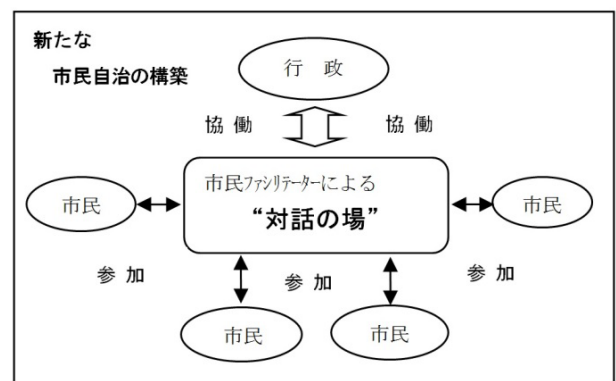 新たな
市民自治の構築
行　政
協 働
協 働
市民ﾌｧｼﾘﾃｰﾀｰによる
“対話の場”
市民
市民
参 加
参 加
参 加
市民
市民